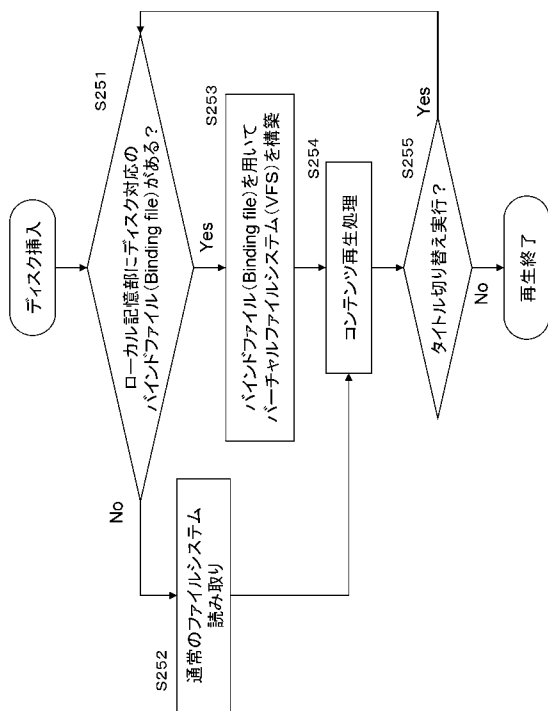 ディスク挿入
S251
ローカル記憶部にディスク対応の
バインドファイル(Binding file)がある?
No
Yes
S252
通常のファイルシステム
読み取り
S253
バインドファイル(Binding file)を用いて
バーチャルファイルシステム(VFS)を構築
S254
コンテンツ再生処理
S255
タイトル切り替え実行?
Yes
No
再生終了